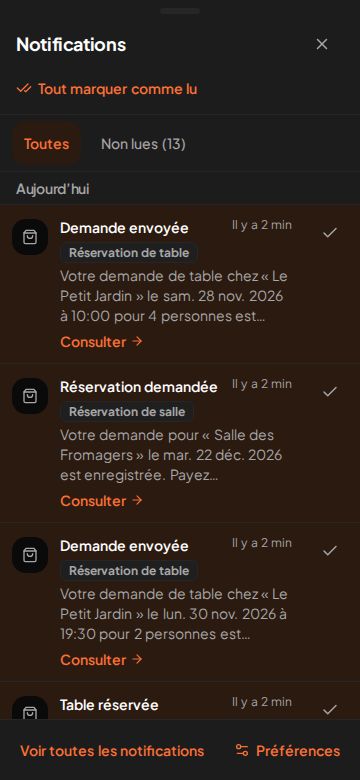 Notifications
Tout marquer comme lu
Toutes
Non lues (13)
Aujourd'hui
Demande envoyée
Il y a 2 min
Réservation de table
Votre demande de table chez « Le
Petit Jardin » le sam. 28 nov. 2026
à 10:00 pour 4 personnes est…
Consulter →
Réservation demandée
Il y a 2 min
Réservation de salle
Votre demande pour « Salle des
Fromagers » le mar. 22 déc. 2026
est enregistrée. Payez…
Consulter →
Demande envoyée
Il y a 2 min
Réservation de table
Votre demande de table chez « Le
Petit Jardin » le lun. 30 nov. 2026 à
19:30 pour 2 personnes est…
Consulter →
Table réservée
Il y a 2 min
Voir toutes les notifications
Préférences